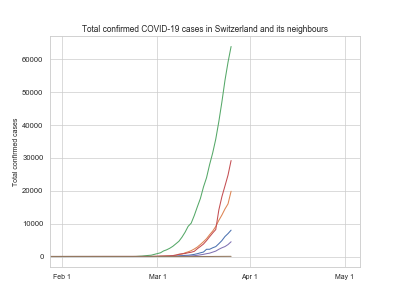 Total confirmed COVID-19 cases in Switzerland and its neighbours
Total confirmed cases
60000
50000
40000
30000
20000
10000
0
Feb 1 Mar 1 Apr 1 May 1